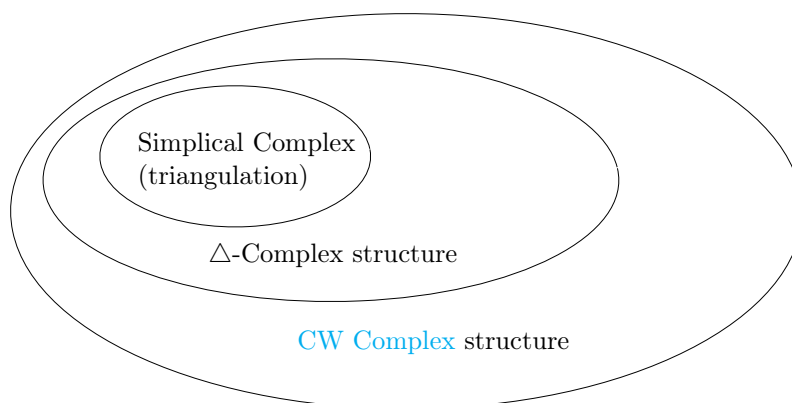 Simplical Complex
(triangulation)
△-Complex structure
CW Complex structure